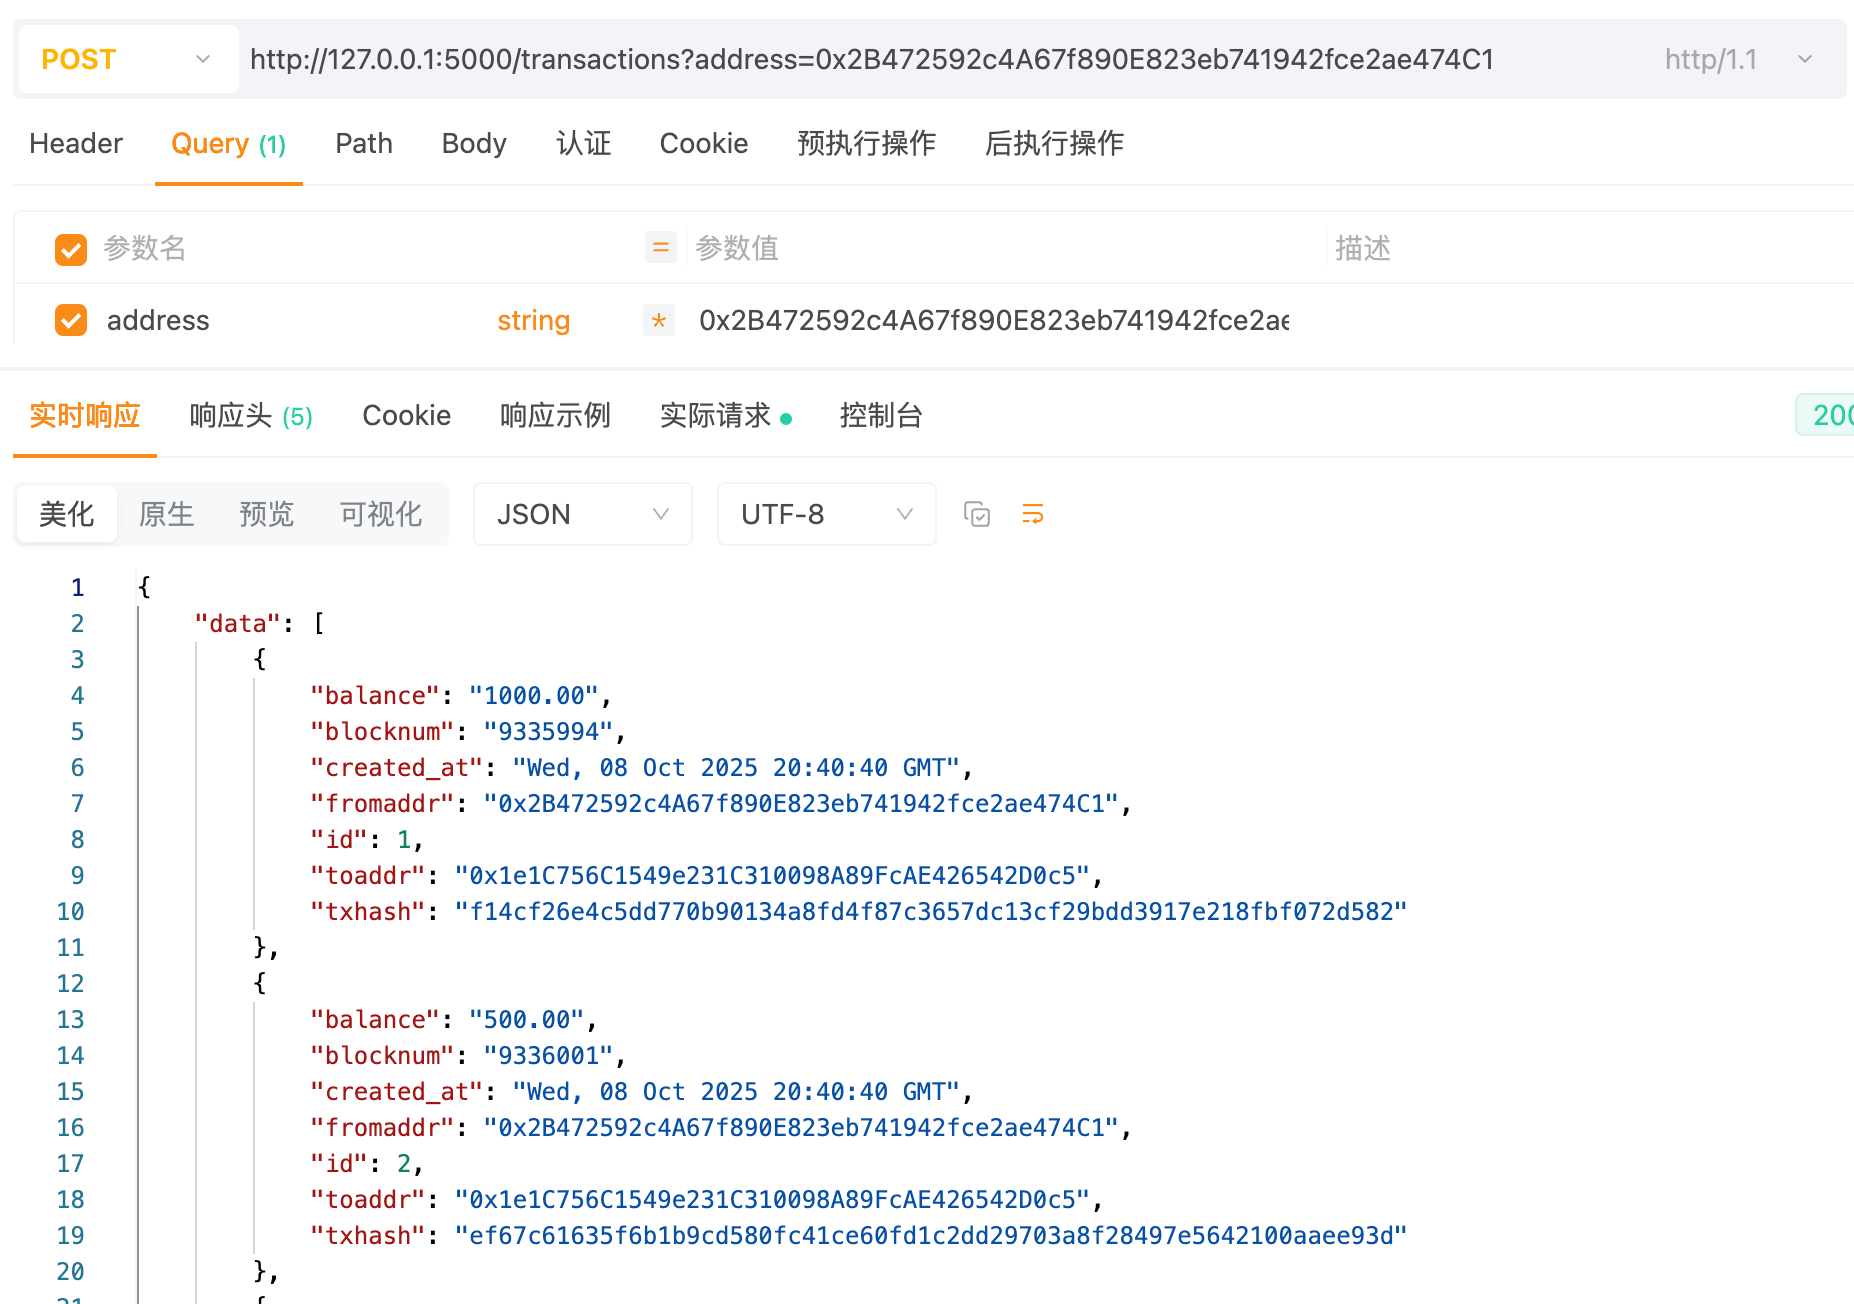 POST http://127.0.0.1:5000/transactions?address=0x2B472592c4A67f890E823eb741942fce2ae474C1 http/1.1
Header Query (1) Path Body 认证 Cookie 预执行操作 后执行操作
参数名 = 参数值 描述
address string * 0x2B472592c4A67f890E823eb741942fce2ae
实时响应 响应头 (5) Cookie 响应示例 实际请求 控制台 200
美化 原生 预览 可视化 JSON UTF-8
1 {
2 "data": [
3 {
4 "balance": "1000.00",
5 "blocknum": "9335994",
6 "created_at": "Wed, 08 Oct 2025 20:40:40 GMT",
7 "fromaddr": "0x2B472592c4A67f890E823eb741942fce2ae474C1",
8 "id": 1,
9 "toaddr": "0x1e1C756C1549e231C310098A89FcAE426542D0c5",
10 "txhash": "f14cf26e4c5dd770b90134a8fd4f87c3657dc13cf29bdd3917e218fbf072d582"
11 },
12 {
13 "balance": "500.00",
14 "blocknum": "9336001",
15 "created_at": "Wed, 08 Oct 2025 20:40:40 GMT",
16 "fromaddr": "0x2B472592c4A67f890E823eb741942fce2ae474C1",
17 "id": 2,
18 "toaddr": "0x1e1C756C1549e231C310098A89FcAE426542D0c5",
19 "txhash": "ef67c61635f6b1b9cd580fc41ce60fd1c2dd29703a8f28497e5642100aaee93d"
20 },
21 {